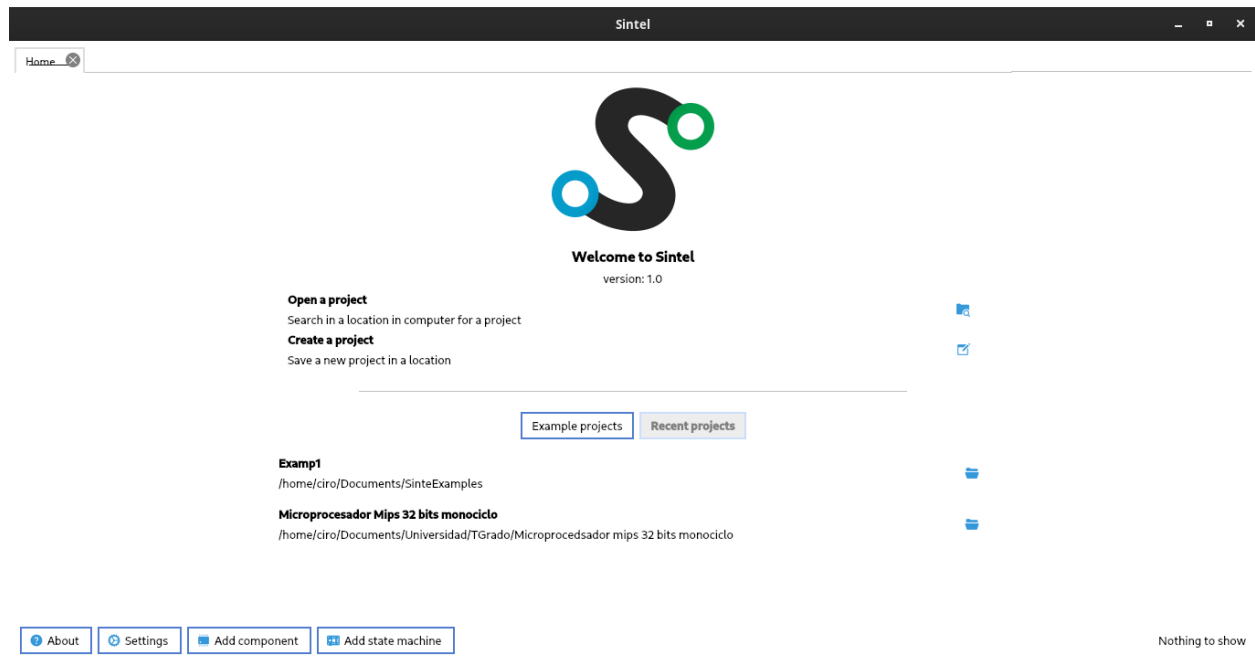 Sintel
Home
Welcome to Sintel
version: 1.0
Open a project
Search in a location in computer for a project
Create a project
Save a new project in a location
Example projects
Recent projects
Examp1
/home/ciro/Documents/SinteExamples
Microprocesador Mips 32 bits monociclo
/home/ciro/Documents/Universidad/TGrado/Microprocedsador mips 32 bits monociclo
About
Settings
Add component
Add state machine
Nothing to show